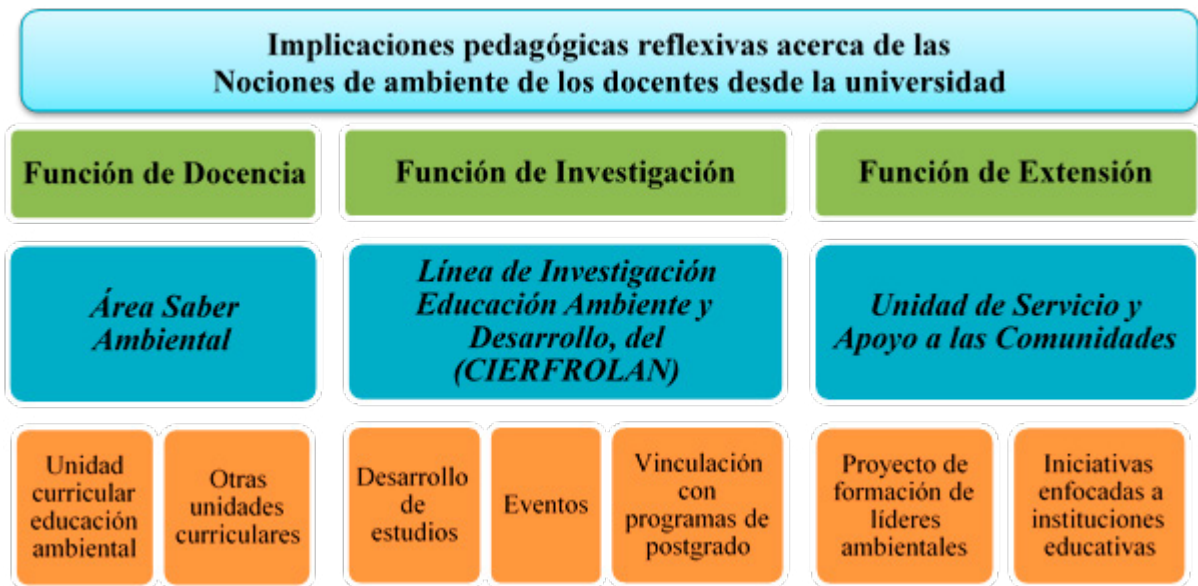 Implicaciones pedagógicas reflexivas acerca de las
Nociones de ambiente de los docentes desde la universidad
Función de Docencia
Función de Investigación
Función de Extensión
Área Saber
Ambiental
Línea de Investigación
Educación Ambiente y
Desarrollo, del
(CIERFROLAN)
Unidad de Servicio y
Apoyo a las Comunidades
Unidad
curricular
educación
ambiental
Otras
unidades
curriculares
Desarrollo
de
estudios
Eventos
Vinculación
con
programas de
postgrado
Proyecto de
formación de
líderes
ambientales
Iniciativas
enfocadas a
instituciones
educativas